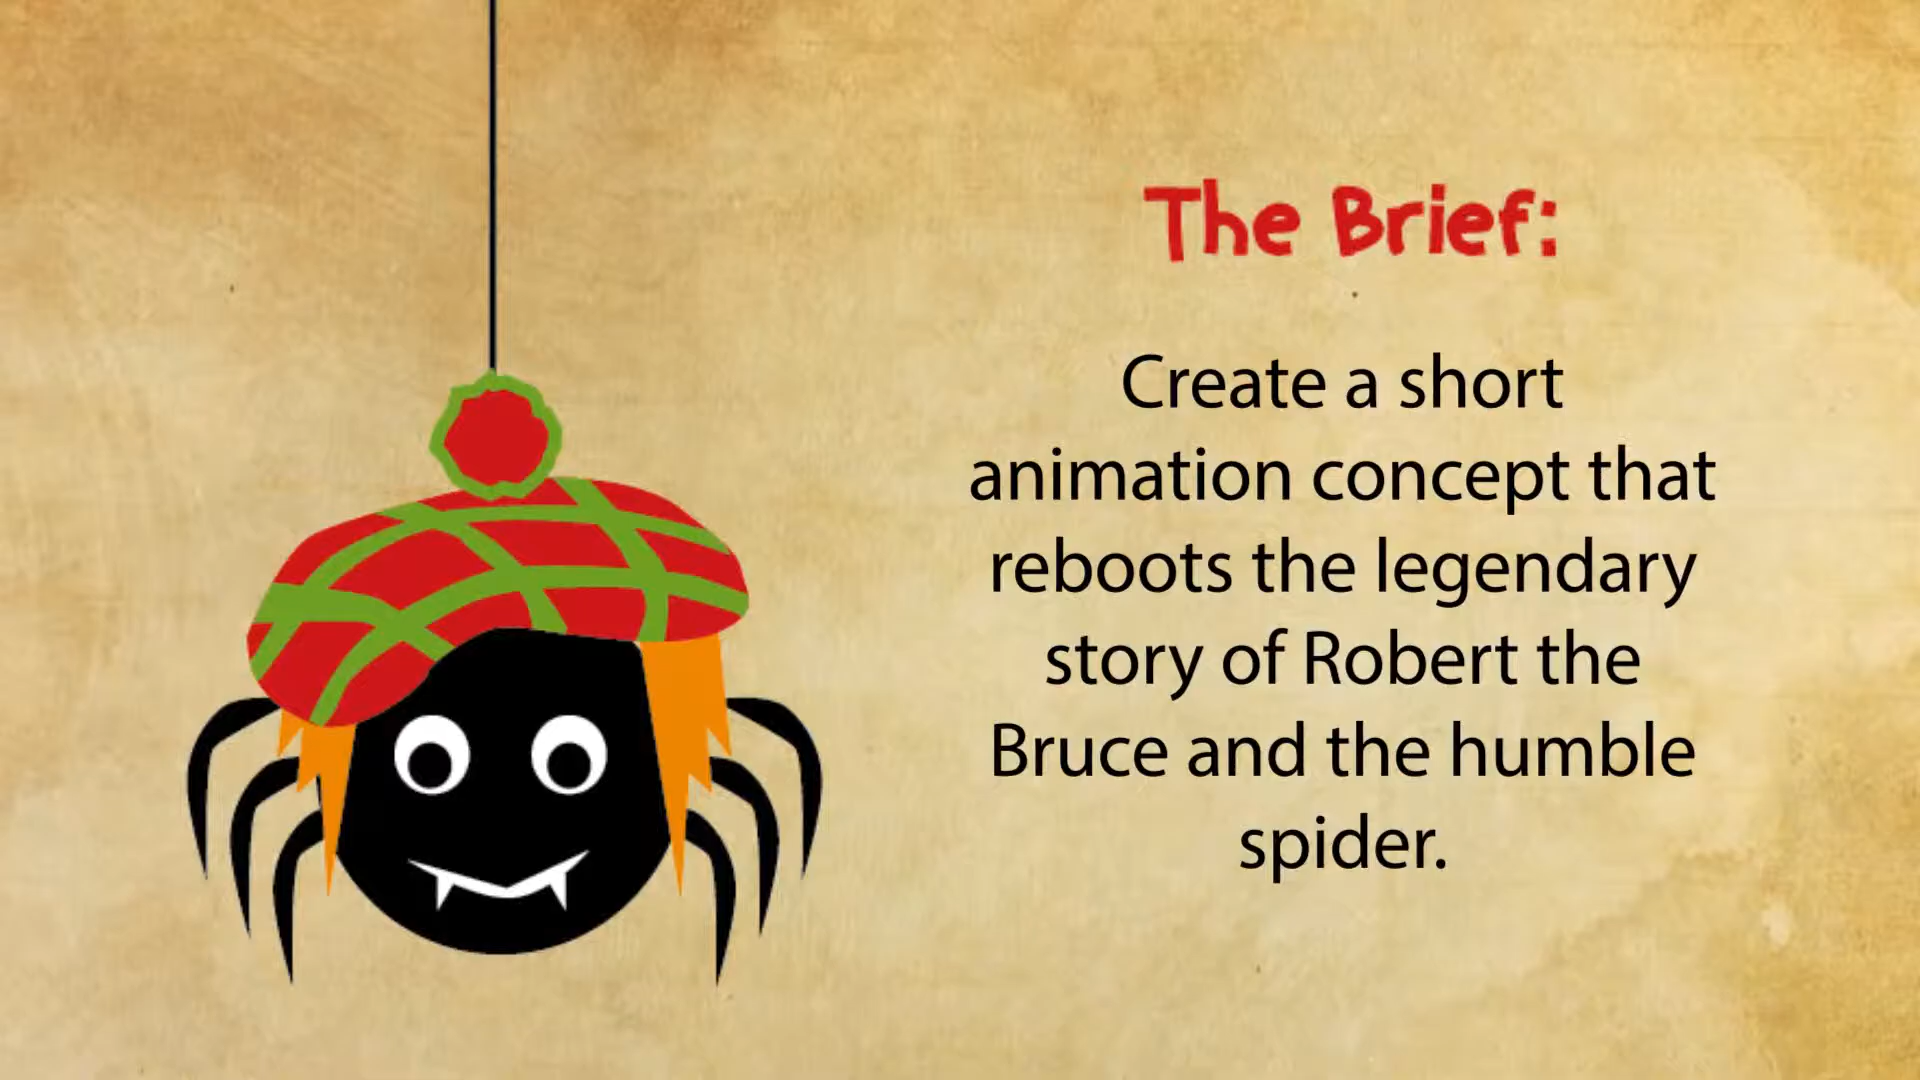 The Brief:
Create a short
animation concept that
reboots the legendary
story of Robert the
Bruce and the humble
spider.